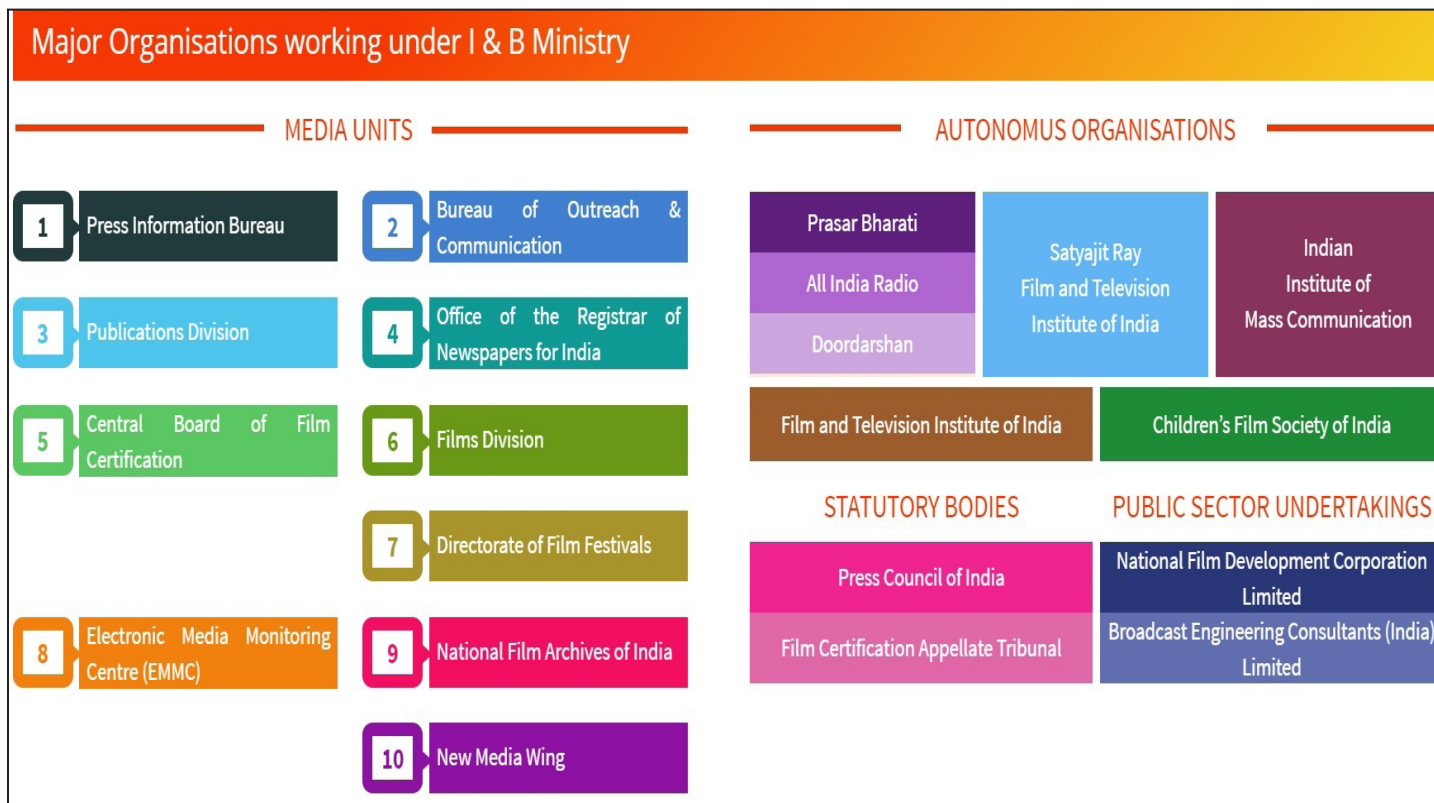 Major Organisations working under I & B Ministry
MEDIA UNITS
1
Press Information Bureau
2
Bureau of Outreach &
Communication
3
Publications Division
4
Office of the Registrar of
Newspapers for India
5
Central Board of Film
Certification
6
Films Division
7
Directorate of Film Festivals
8
Electronic Media Monitoring
Centre (EMMC)
9
National Film Archives of India
10
New Media Wing
AUTONOMUS ORGANISATIONS
Prasar Bharati
All India Radio
Doordarshan
Satyajit Ray
Film and Television
Institute of India
Indian
Institute of
Mass Communication
Film and Television Institute of India
Children's Film Society of India
STATUTORY BODIES
Press Council of India
Film Certification Appellate Tribunal
PUBLIC SECTOR UNDERTAKINGS
National Film Development Corporation
Limited
Broadcast Engineering Consultants (India)
Limited